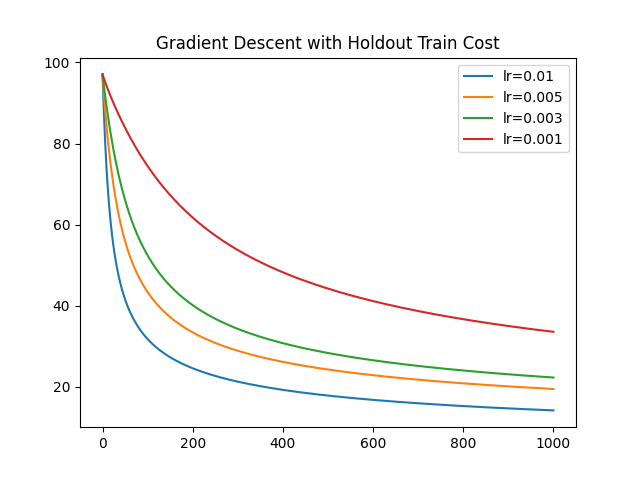 Gradient Descent with Holdout Train Cost
100
80
60
40
20
lr=0.01
lr=0.005
lr=0.003
lr=0.001
0 200 400 600 800 1000